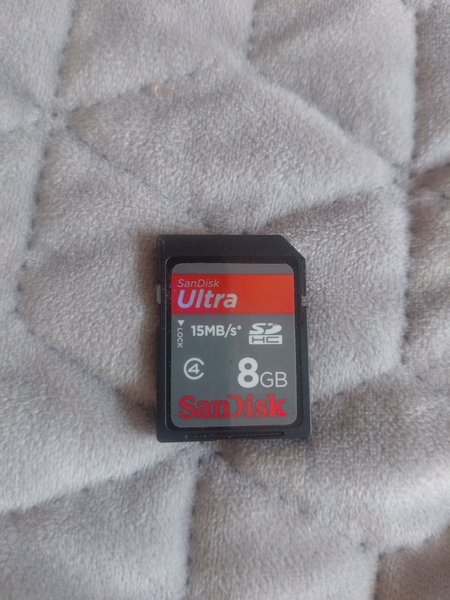 SanDisk
Ultra
LOCK
15MB/s*
SD
HC
4
8GB
SanDisk